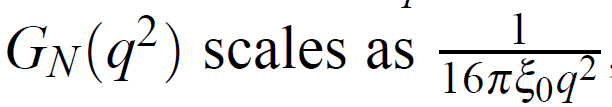 G_N(q^2) scales as \frac{1}{16\pi\xi_0 q^2}